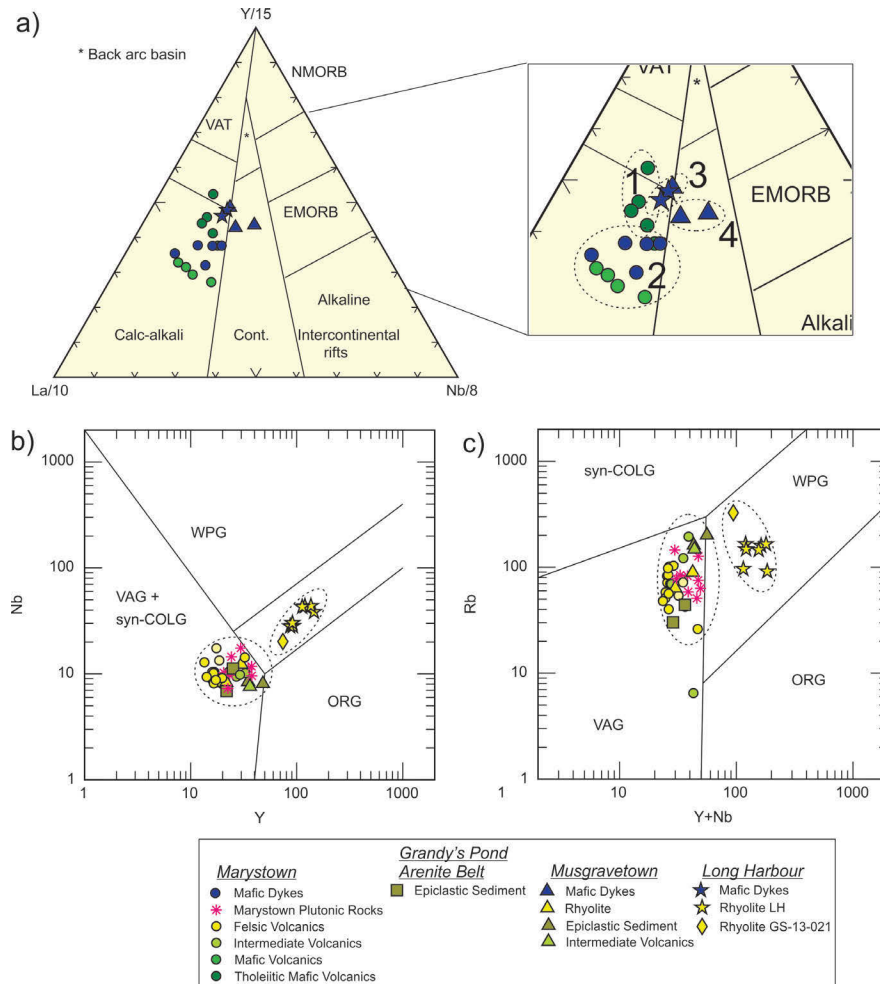 a)
Y/15
* Back arc basin
NMORB
VAT
*
EMORB
Alkaline
Calc-alkali
Cont.
Intercontinental
rifts
La/10
Nb/8
VAT
*
1
3
EMORB
4
2
Alkali
b)
1000
WPG
Nb
100
VAG +
syn-COLG
10
ORG
1
1
10
100
1000
Y
c)
1000
syn-COLG
WPG
Rb
100
10
ORG
VAG
1
1
10
100
1000
Y+Nb
Marystown
Mafic Dykes
Marystown Plutonic Rocks
Felsic Volcanics
Intermediate Volcanics
Mafic Volcanics
Tholeiitic Mafic Volcanics
Grandy's Pond
Arenite Belt
Epiclastic Sediment
Musgravetown
Mafic Dykes
Rhyolite
Epiclastic Sediment
Intermediate Volcanics
Long Harbour
Mafic Dykes
Rhyolite LH
Rhyolite GS-13-021